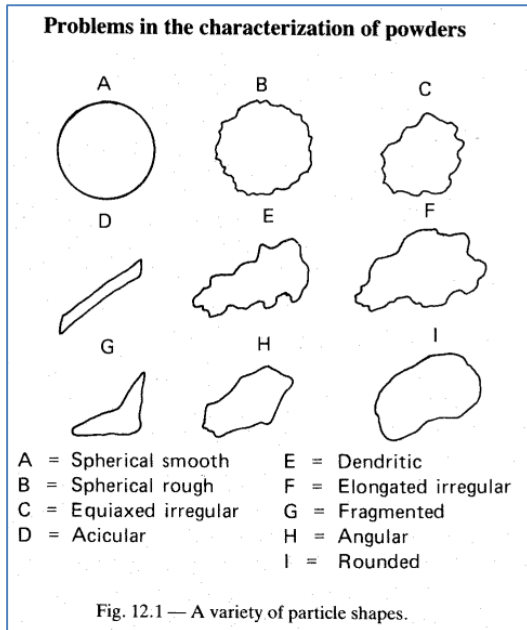 Problems in the characterization of powders
A B C
D E F
G H I
A = Spherical smooth
B = Spherical rough
C = Equiaxed irregular
D = Acicular
E = Dendritic
F = Elongated irregular
G = Fragmented
H = Angular
I = Rounded
Fig. 12.1 — A variety of particle shapes.